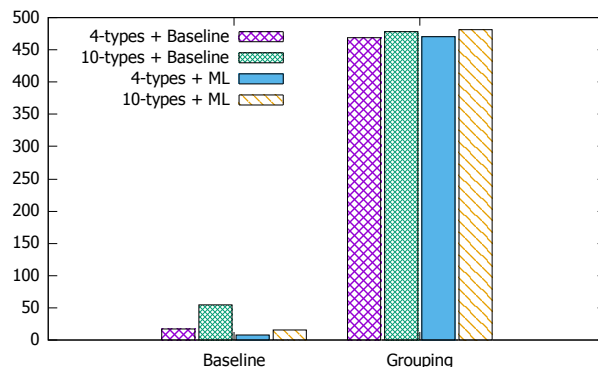 500
450
400
350
300
250
200
150
100
50
0
4-types + Baseline
10-types + Baseline
4-types + ML
10-types + ML
Baseline
Grouping